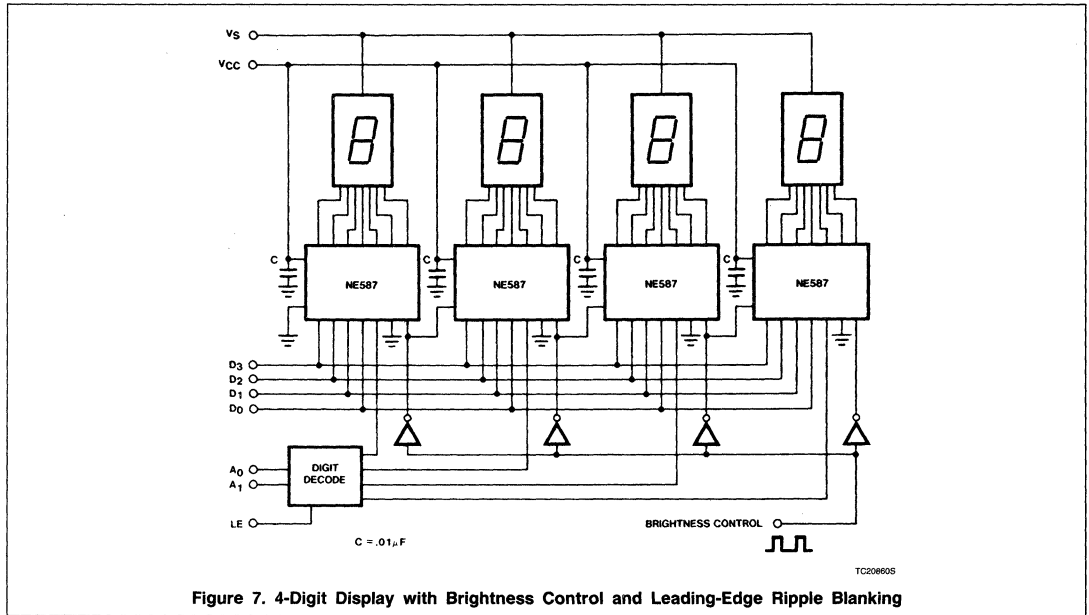 VS
VCC
C
NE587
C
NE587
C
NE587
C
NE587
D3
D2
D1
D0
A0
A1
DIGIT
DECODE
LE
BRIGHTNESS CONTROL
C = .01μF
TC20860S
Figure 7. 4-Digit Display with Brightness Control and Leading-Edge Ripple Blanking